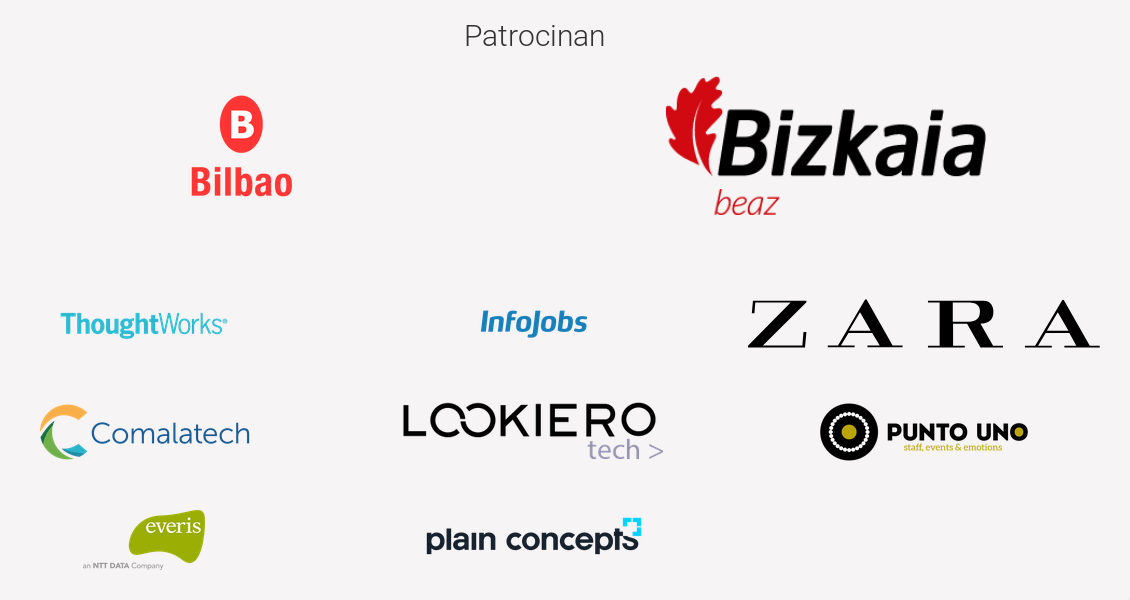 Patrocinan
B
Bilbao
Bizkaia
beaz
ThoughtWorks®
InfoJobs
ZARA
Comalatech
LOOKIERO
tech >
PUNTO UNO
staff, events & emotions
everis
an NTT DATA Company
plain concepts